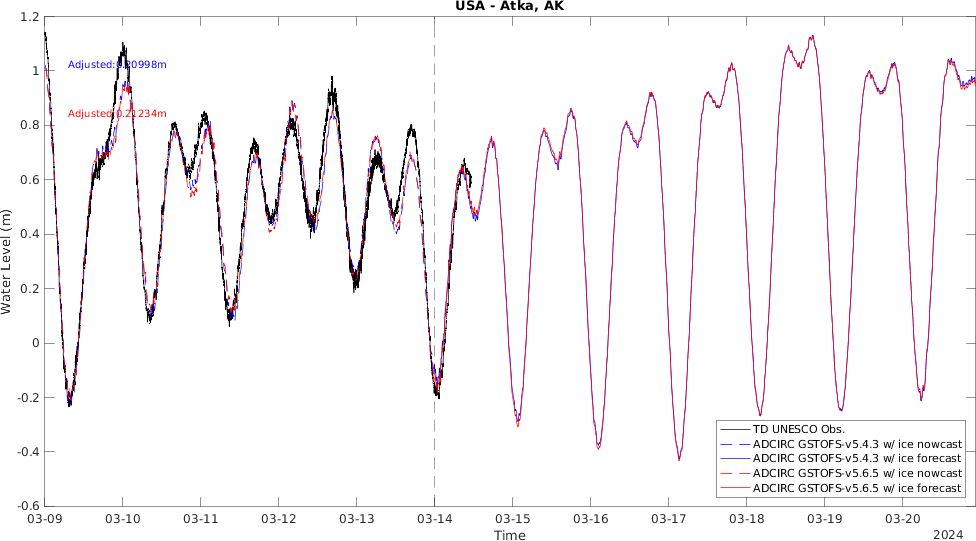 USA - Atka, AK
1.2
1
0.8
0.6
0.4
0.2
0
-0.2
-0.4
-0.6
Water Level (m)
Adjusted:0.20998m
Adjusted:0.21234m
TD UNESCO Obs.
ADCIRC GSTOFS-v5.4.3 w/ ice nowcast
ADCIRC GSTOFS-v5.4.3 w/ ice forecast
ADCIRC GSTOFS-v5.6.5 w/ ice nowcast
ADCIRC GSTOFS-v5.6.5 w/ ice forecast
03-09 03-10 03-11 03-12 03-13 03-14 03-15 03-16 03-17 03-18 03-19 03-20
Time
2024